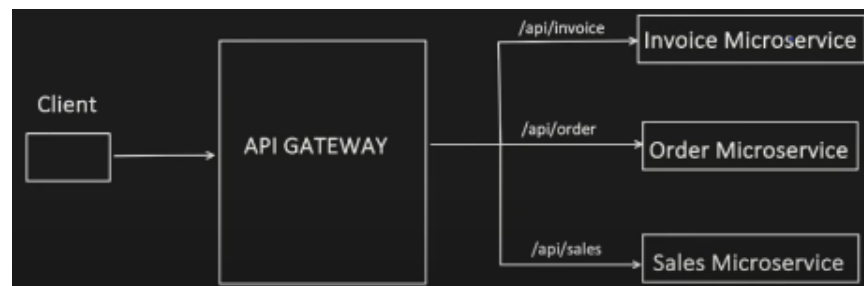 /api/invoice
Invoice Microservice
Client
API GATEWAY
/api/order
Order Microservice
/api/sales
Sales Microservice